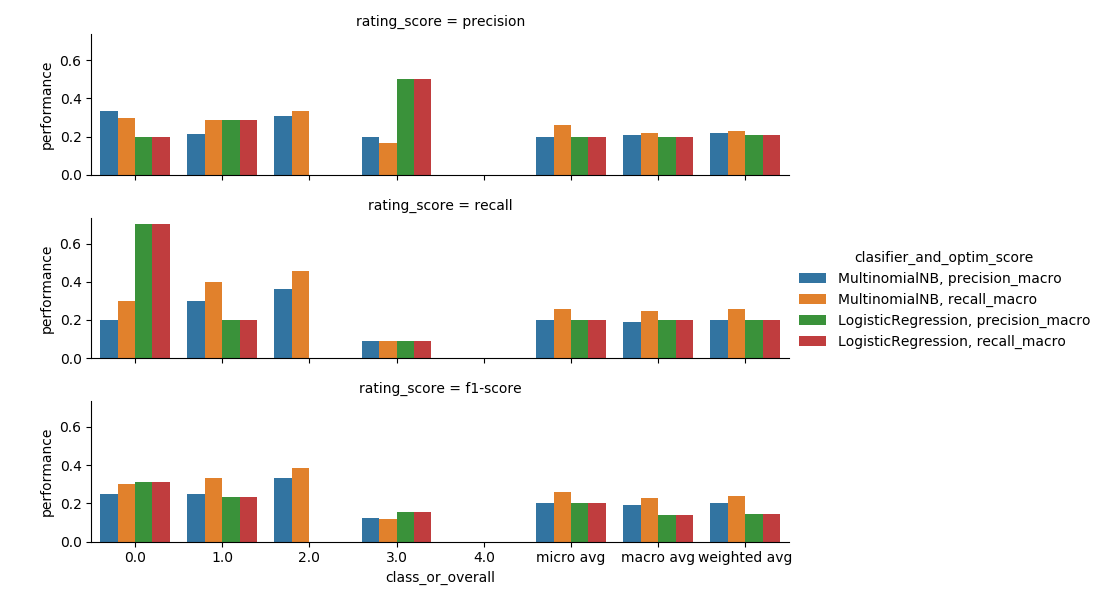 rating_score = precision
performance
0.6
0.4
0.2
0.0
rating_score = recall
performance
0.6
0.4
0.2
0.0
rating_score = f1-score
performance
0.6
0.4
0.2
0.0
0.0 1.0 2.0 3.0 4.0 micro avg macro avg weighted avg
class_or_overall
clasifier_and_optim_score
MultinomialNB, precision_macro
MultinomialNB, recall_macro
LogisticRegression, precision_macro
LogisticRegression, recall_macro